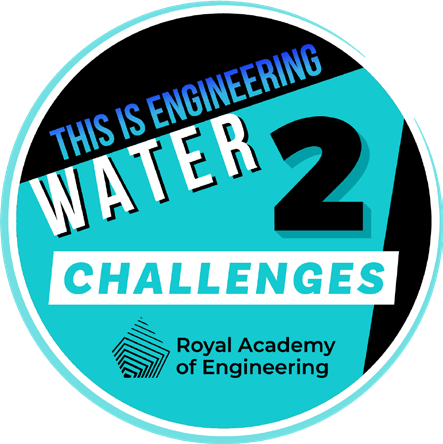 THIS IS ENGINEERING
WATER 2
CHALLENGES
Royal Academy
of Engineering